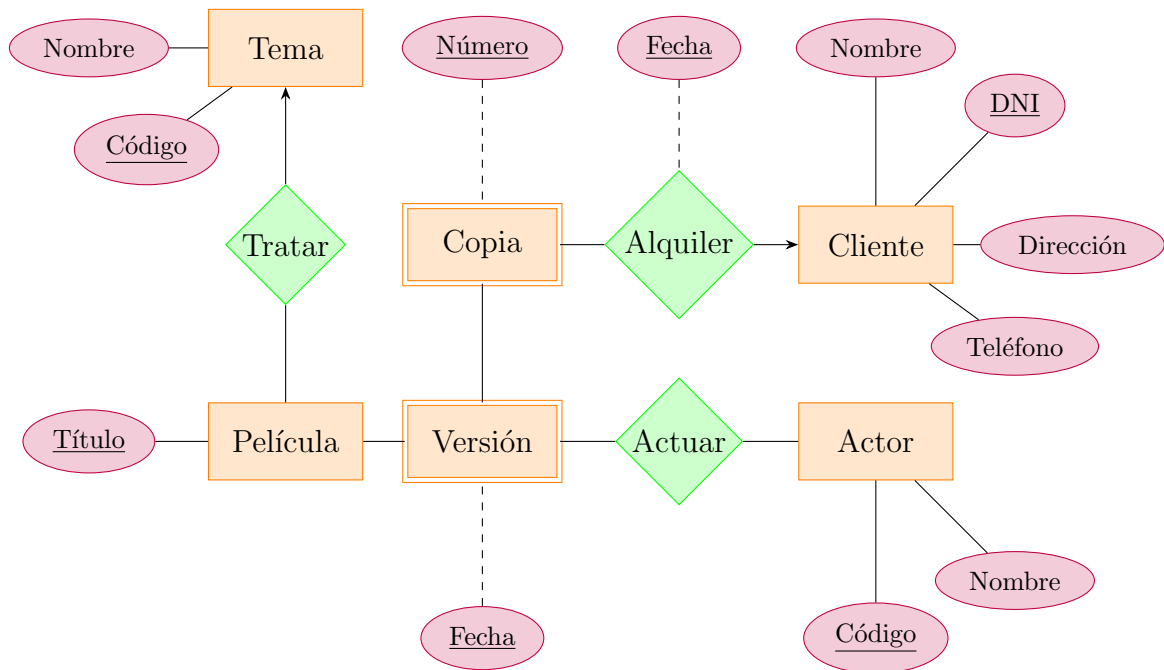 Nombre
Tema
Número
Fecha
Nombre
DNI
Código
Tratar
Copia
Alquiler
Cliente
Dirección
Teléfono
Título
Película
Versión
Actuar
Actor
Nombre
Fecha
Código